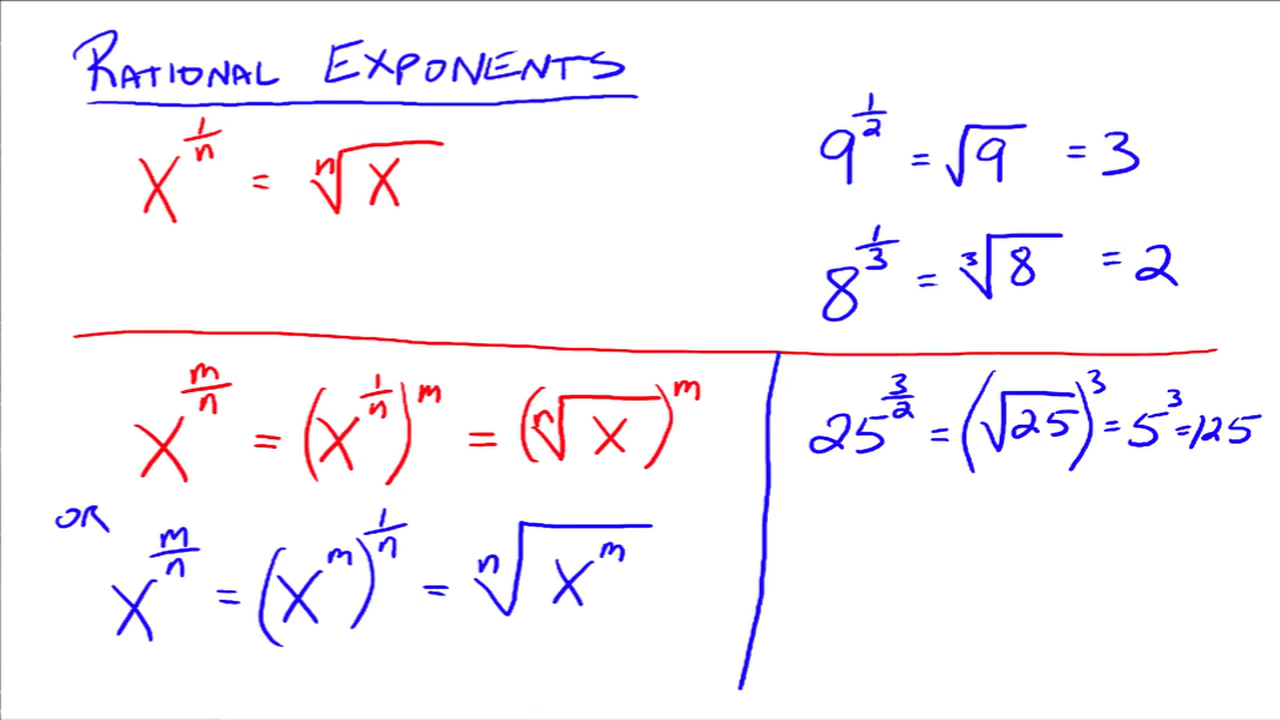 RATIONAL EXPONENTS
x^(1/n) = ⁿ√x
9^(1/2) = √9 = 3
8^(1/3) = ³√8 = 2
x^(m/n) = (x^(1/n))^m = (ⁿ√x)^m
25^(3/2) = (√25)^3 = 5^3 = 125
OR
x^(m/n) = (x^m)^(1/n) = ⁿ√(x^m)